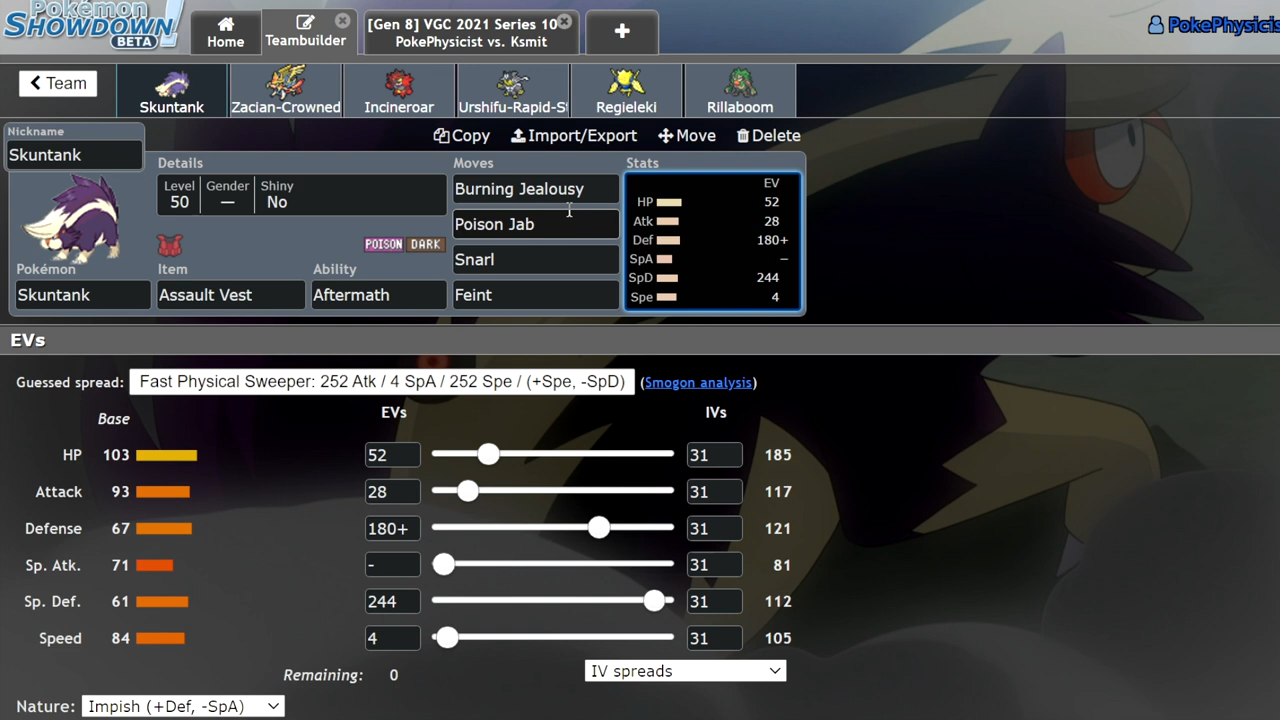 Pokémon
SHOWDOWN!
BETA
Home
Teambuilder
[Gen 8] VGC 2021 Series 10
PokePhysicist vs. Ksmit
+
PokePhysicis
Team
Skuntank
Zacian-Crowned
Incineroar
Urshifu-Rapid-S
Regieleki
Rillaboom
Copy
Import/Export
Move
Delete
Nickname
Skuntank
Details
Level
50
Gender
—
Shiny
No
POISON DARK
Pokémon
Skuntank
Item
Assault Vest
Ability
Aftermath
Moves
Burning Jealousy
Poison Jab
Snarl
Feint
Stats
EV
HP 52
Atk 28
Def 180+
SpA –
SpD 244
Spe 4
EVs
Guessed spread: Fast Physical Sweeper: 252 Atk / 4 SpA / 252 Spe / (+Spe, -SpD) (Smogon analysis)
Base EVs IVs
HP 103 52 31 185
Attack 93 28 31 117
Defense 67 180+ 31 121
Sp. Atk. 71 - 31 81
Sp. Def. 61 244 31 112
Speed 84 4 31 105
Remaining: 0 IV spreads
Nature: Impish (+Def, -SpA)